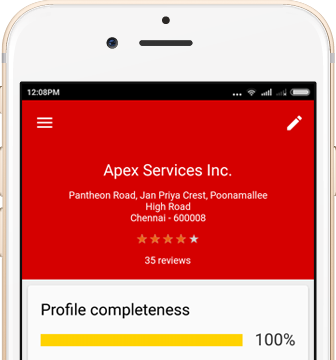 12:08PM
Apex Services Inc.
Pantheon Road, Jan Priya Crest, Poonamallee
High Road
Chennai - 600008
35 reviews
Profile completeness
100%